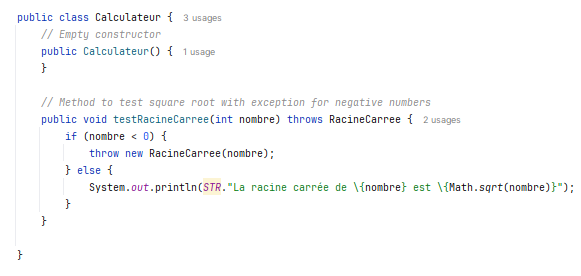 public class Calculateur { 3 usages
// Empty constructor
public Calculateur() { 1 usage
}
// Method to test square root with exception for negative numbers
public void testRacineCarree(int nombre) throws RacineCarree { 2 usages
if (nombre < 0) {
throw new RacineCarree(nombre);
} else {
System.out.println(STR."La racine carrée de \{nombre} est \{Math.sqrt(nombre)}");
}
}
}